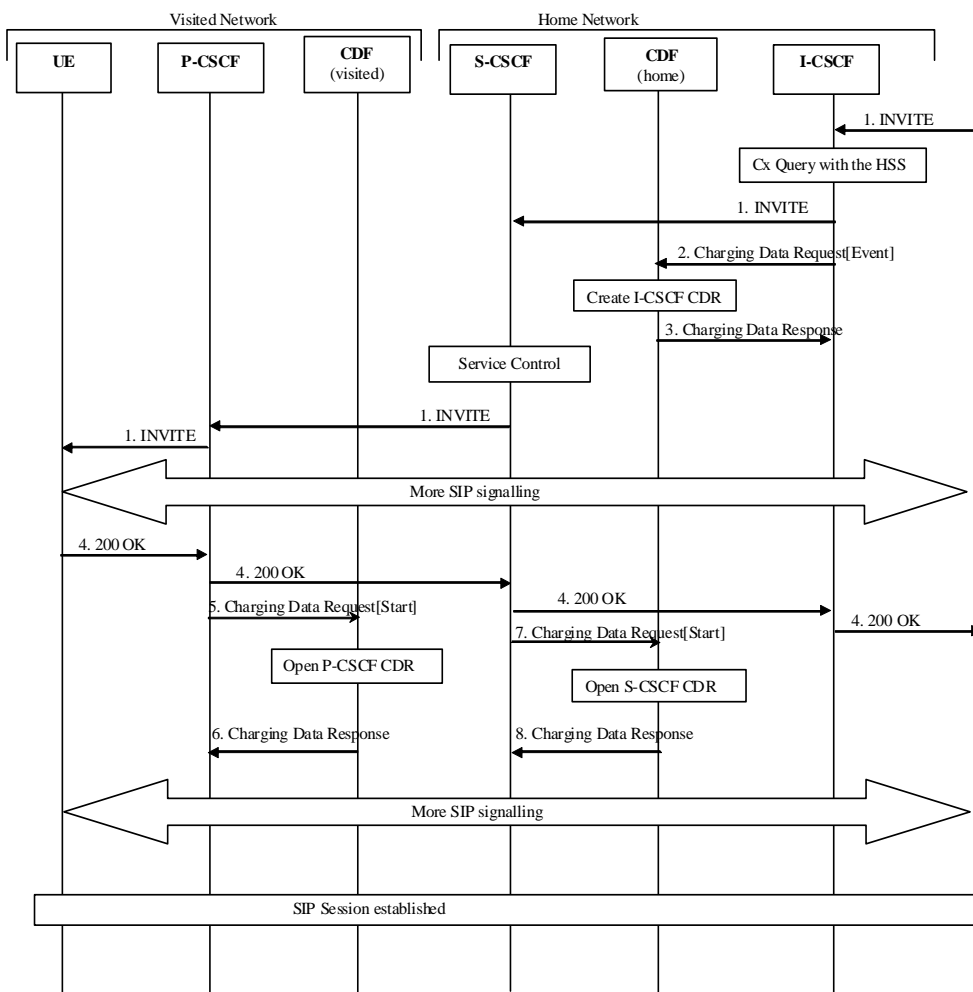 Visited Network
Home Network
UE
P-CSCF
CDF
(visited)
S-CSCF
CDF
(home)
I-CSCF
1. INVITE
Cx Query with the HSS
1. INVITE
2. Charging Data Request[Event]
Create I-CSCF CDR
3. Charging Data Response
Service Control
1. INVITE
1. INVITE
More SIP signalling
4. 200 OK
4. 200 OK
4. 200 OK
4. 200 OK
5. Charging Data Request[Start]
7. Charging Data Request[Start]
Open P-CSCF CDR
Open S-CSCF CDR
6. Charging Data Response
8. Charging Data Response
More SIP signalling
SIP Session established